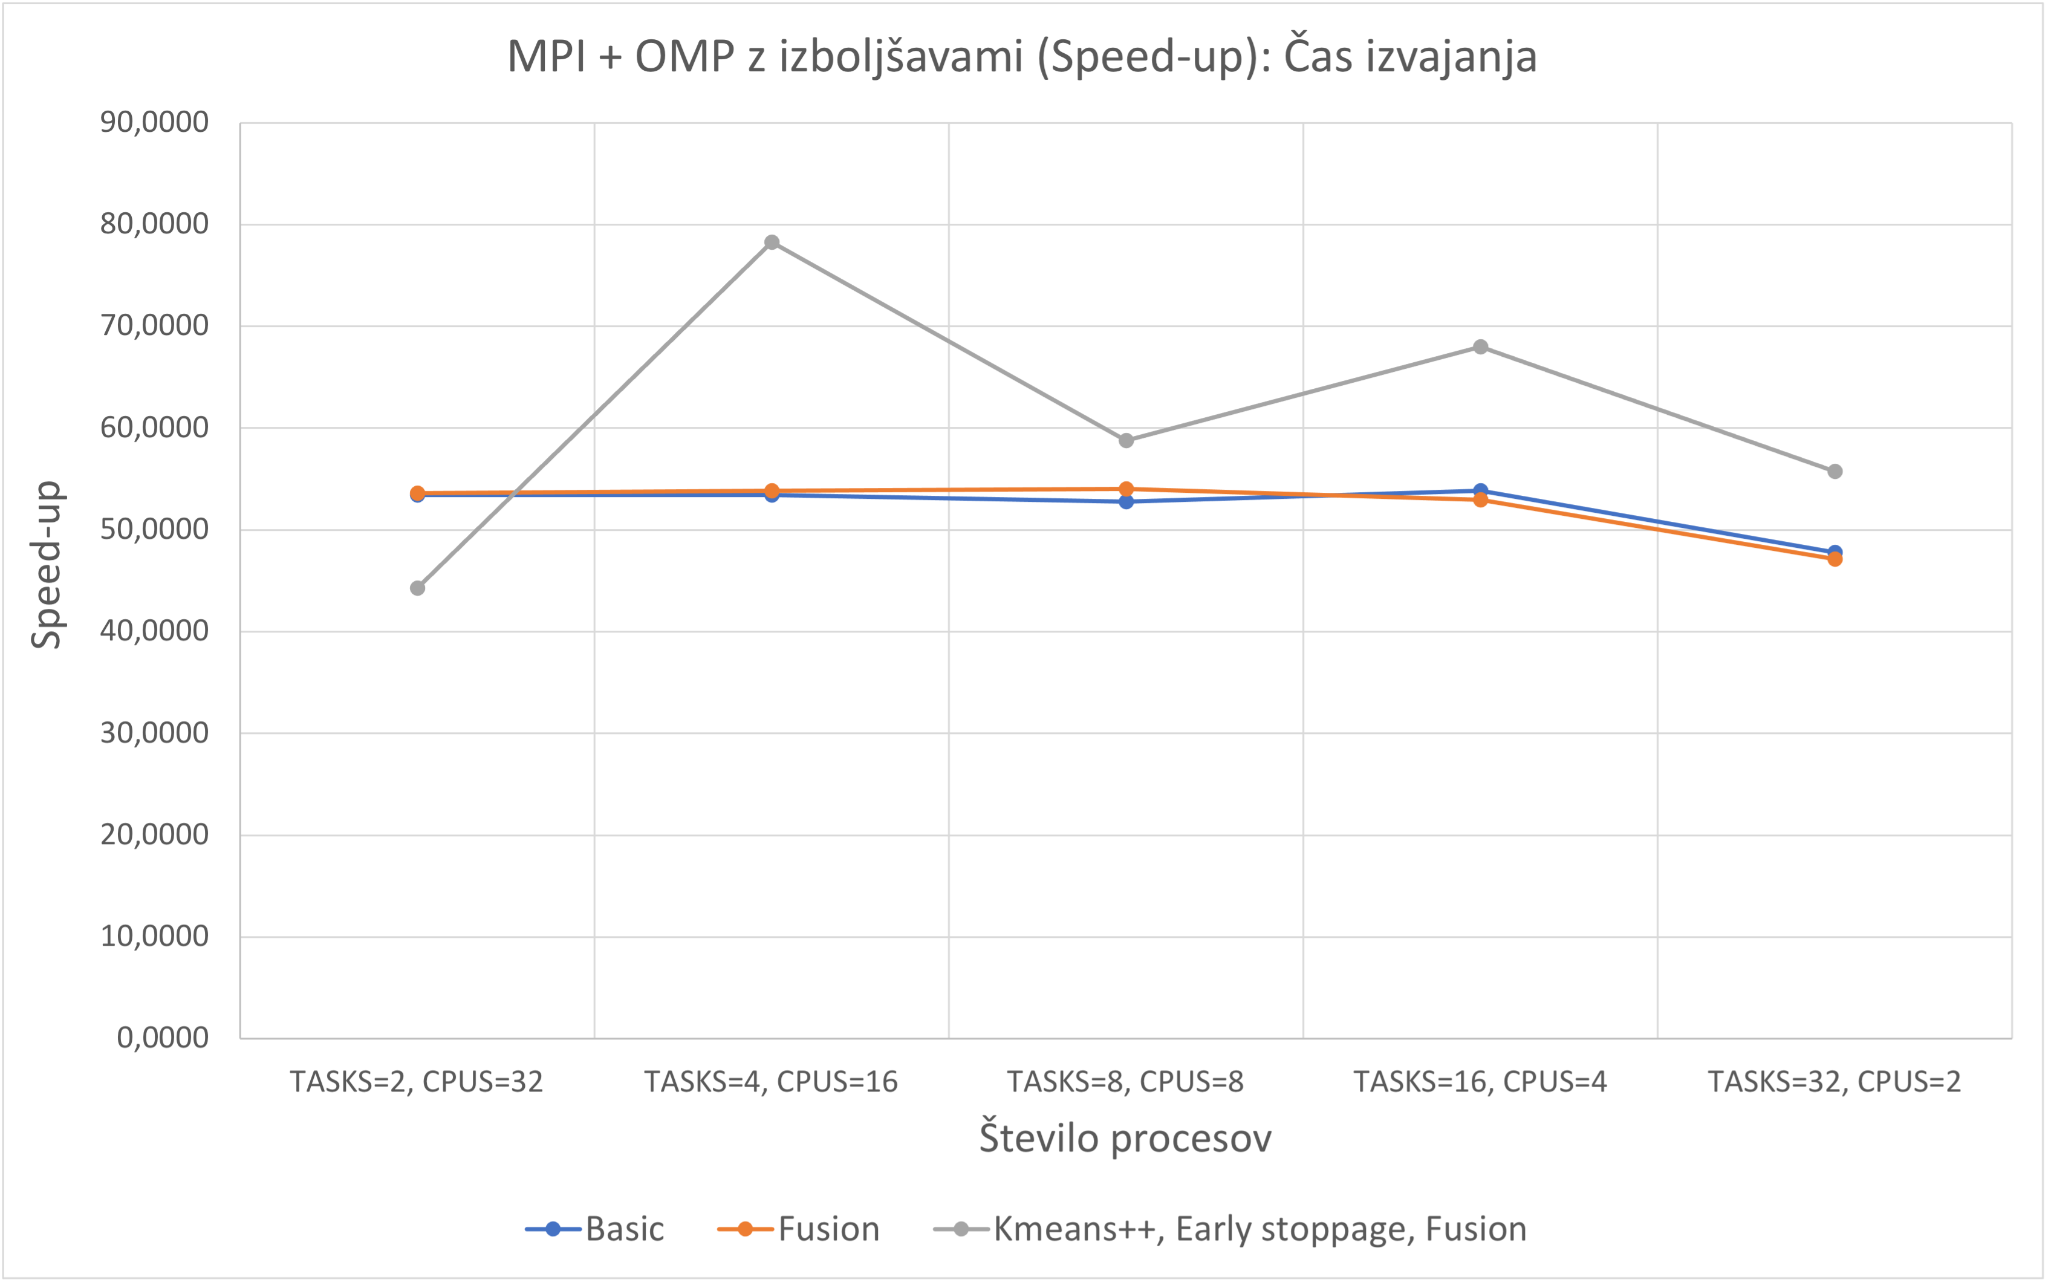 MPI + OMP z izboljšavami (Speed-up): Čas izvajanja
90,0000
80,0000
70,0000
60,0000
50,0000
40,0000
30,0000
20,0000
10,0000
0,0000
Speed-up
TASKS=2, CPUS=32 TASKS=4, CPUS=16 TASKS=8, CPUS=8 TASKS=16, CPUS=4 TASKS=32, CPUS=2
Število procesov
Basic Fusion Kmeans++, Early stoppage, Fusion